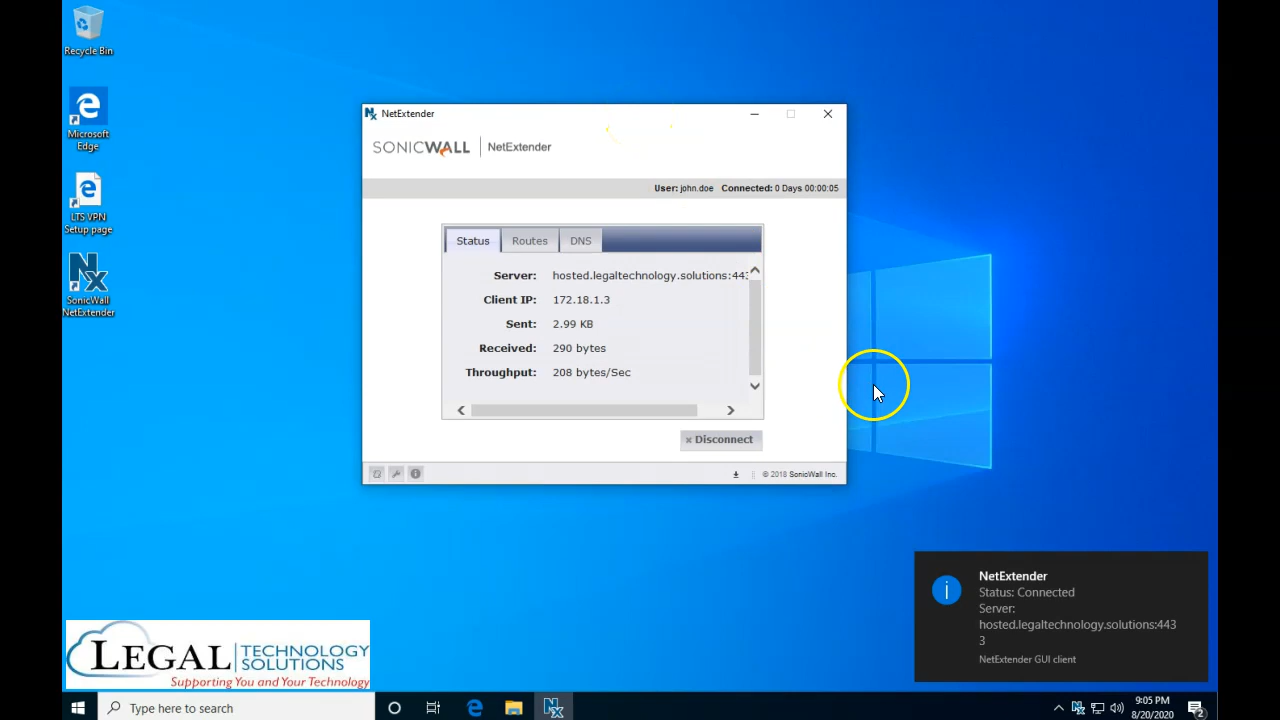 Recycle Bin
Microsoft
Edge
LTS VPN
Setup page
SonicWall
NetExtender
NetExtender
SONICWALL | NetExtender
User: john.doe Connected: 0 Days 00:00:05
Status Routes DNS
Server: hosted.legaltechnology.solutions:443
Client IP: 172.18.1.3
Sent: 2.99 KB
Received: 290 bytes
Throughput: 208 bytes/Sec
Disconnect
© 2018 SonicWall Inc.
NetExtender
Status: Connected
Server:
hosted.legaltechnology.solutions:443
3
NetExtender GUI client
LEGAL TECHNOLOGY
SOLUTIONS
Supporting You and Your Technology
Type here to search
9:05 PM
8/20/2020
2